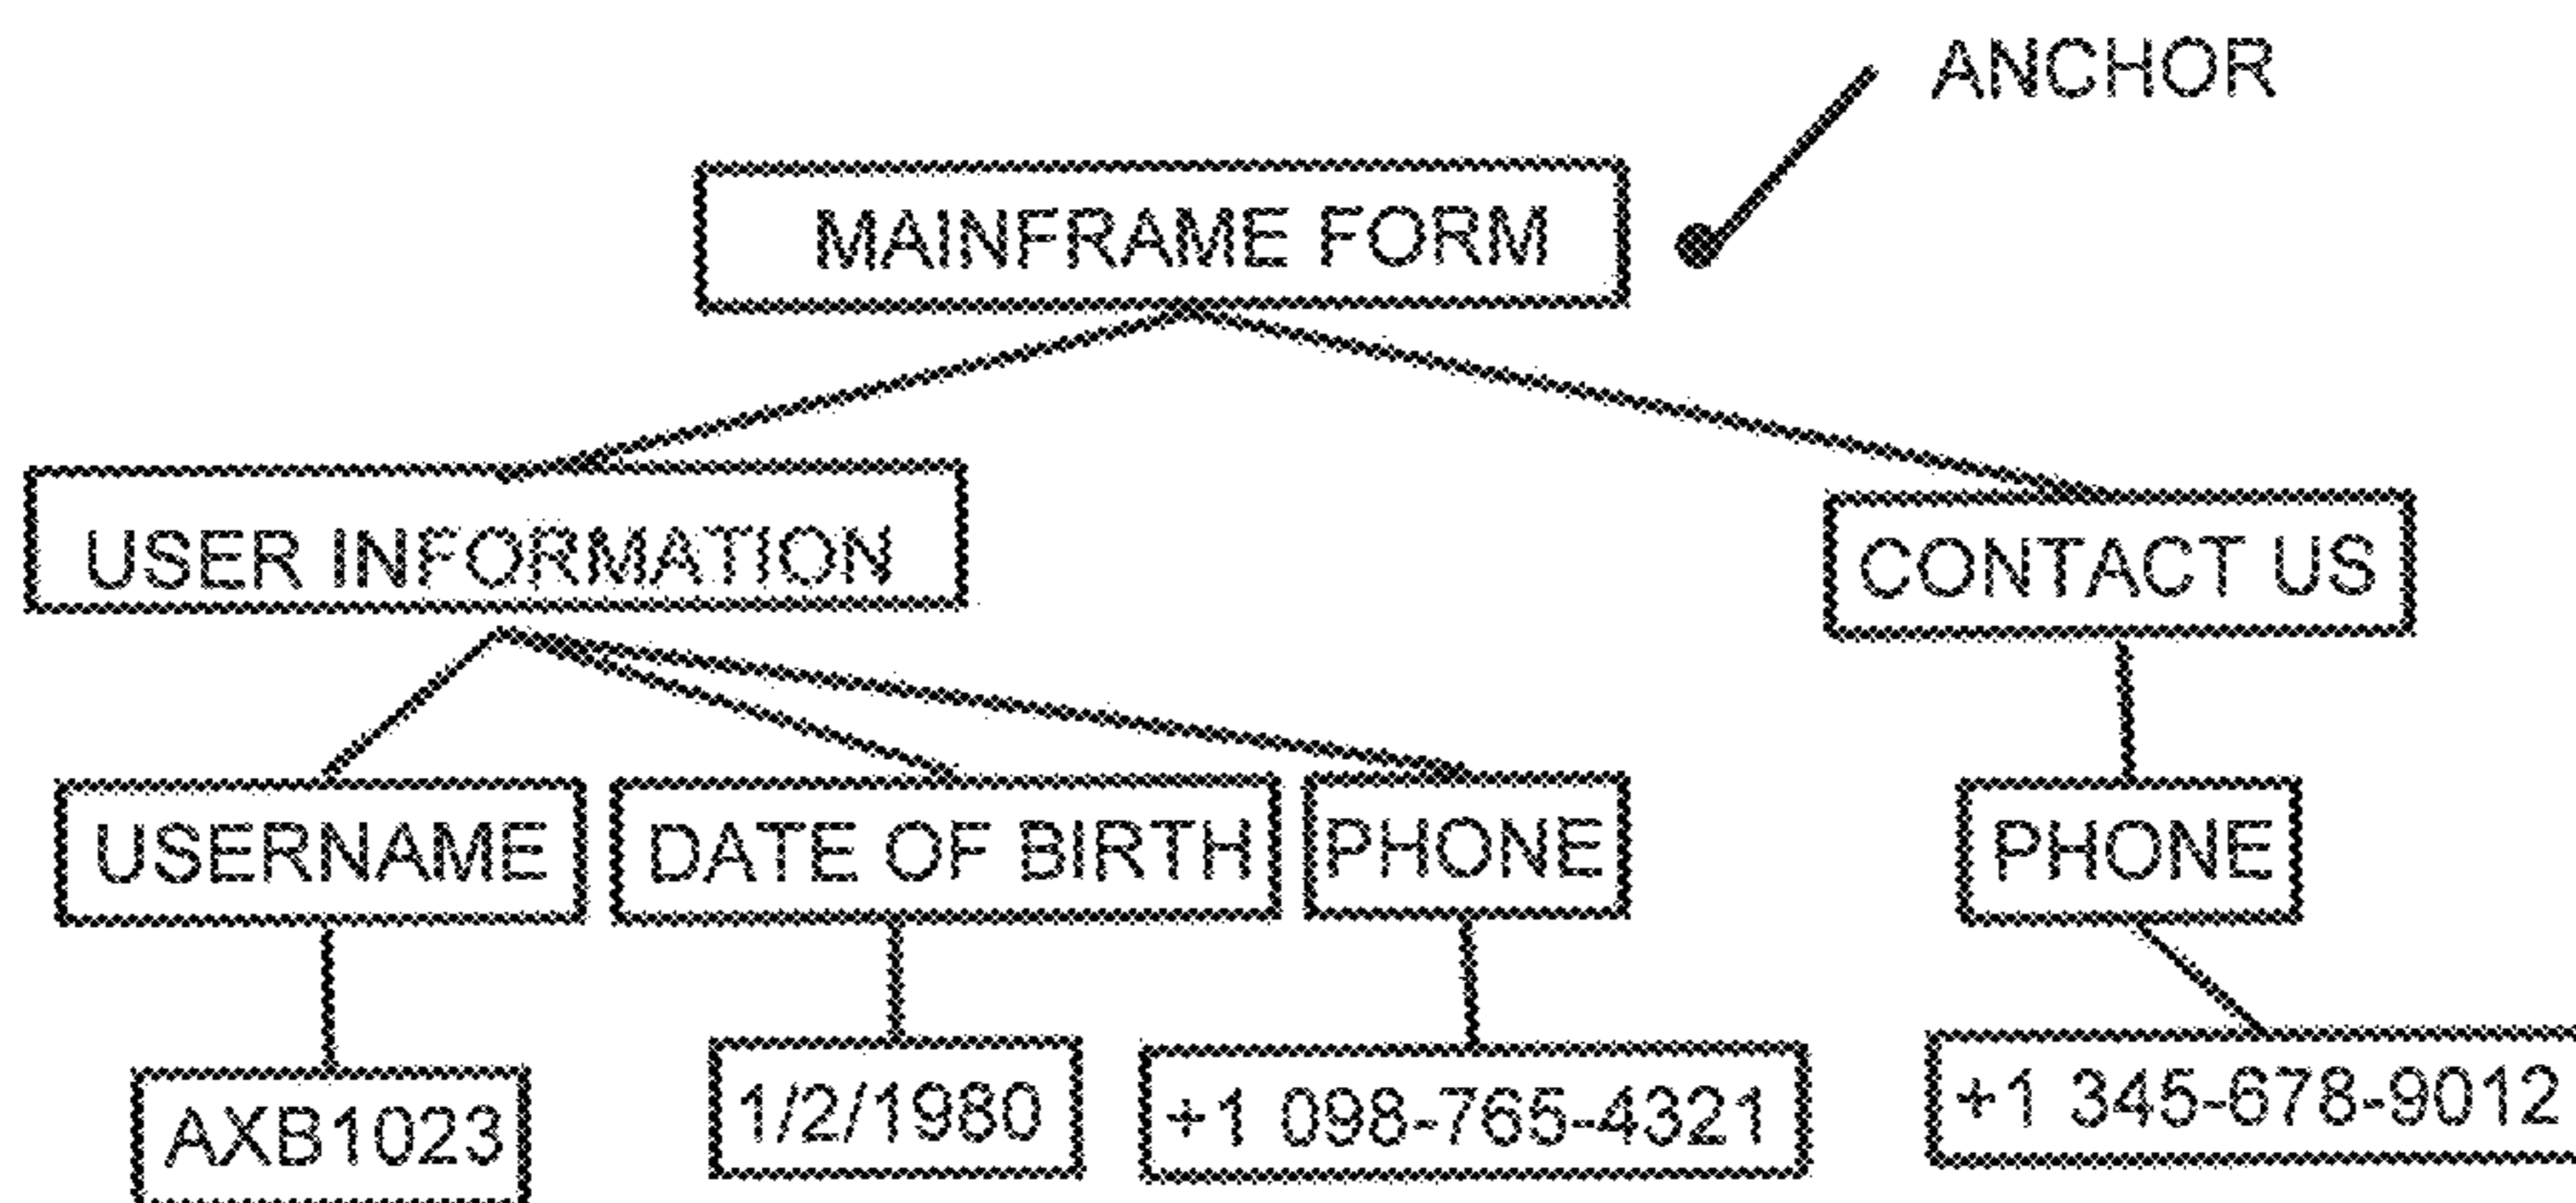 ANCHOR
MAINFRAME FORM
USER INFORMATION
CONTACT US
USERNAME
DATE OF BIRTH
PHONE
PHONE
AXB1023
1/2/1980
+1 098-765-4321
+1 345-678-9012